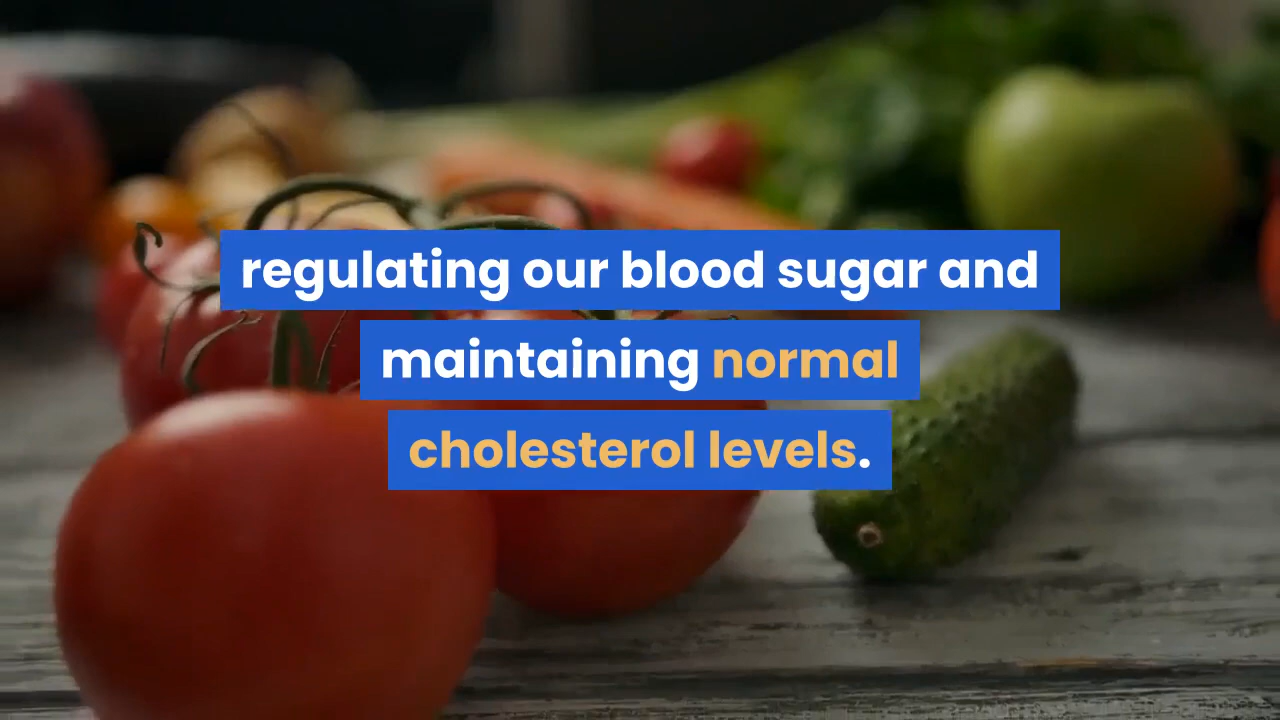 regulating our blood sugar and
maintaining normal
cholesterol levels.